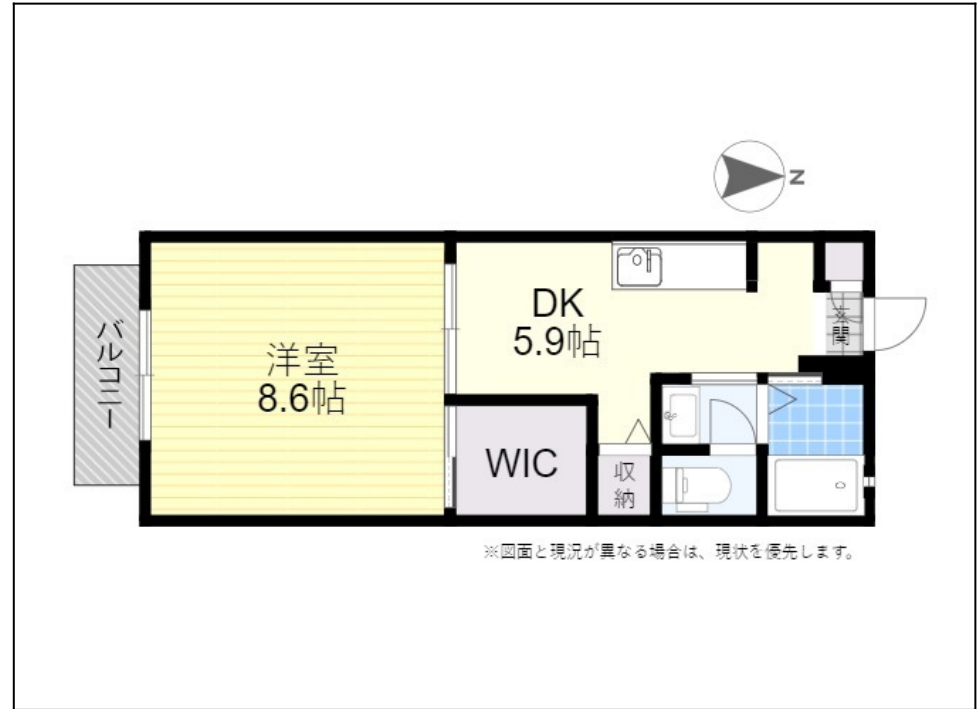 N
DK
5.9帖
玄関
洋室
8.6帖
バルコニー
WIC
収納
※図面と現況が異なる場合は、現状を優先します。